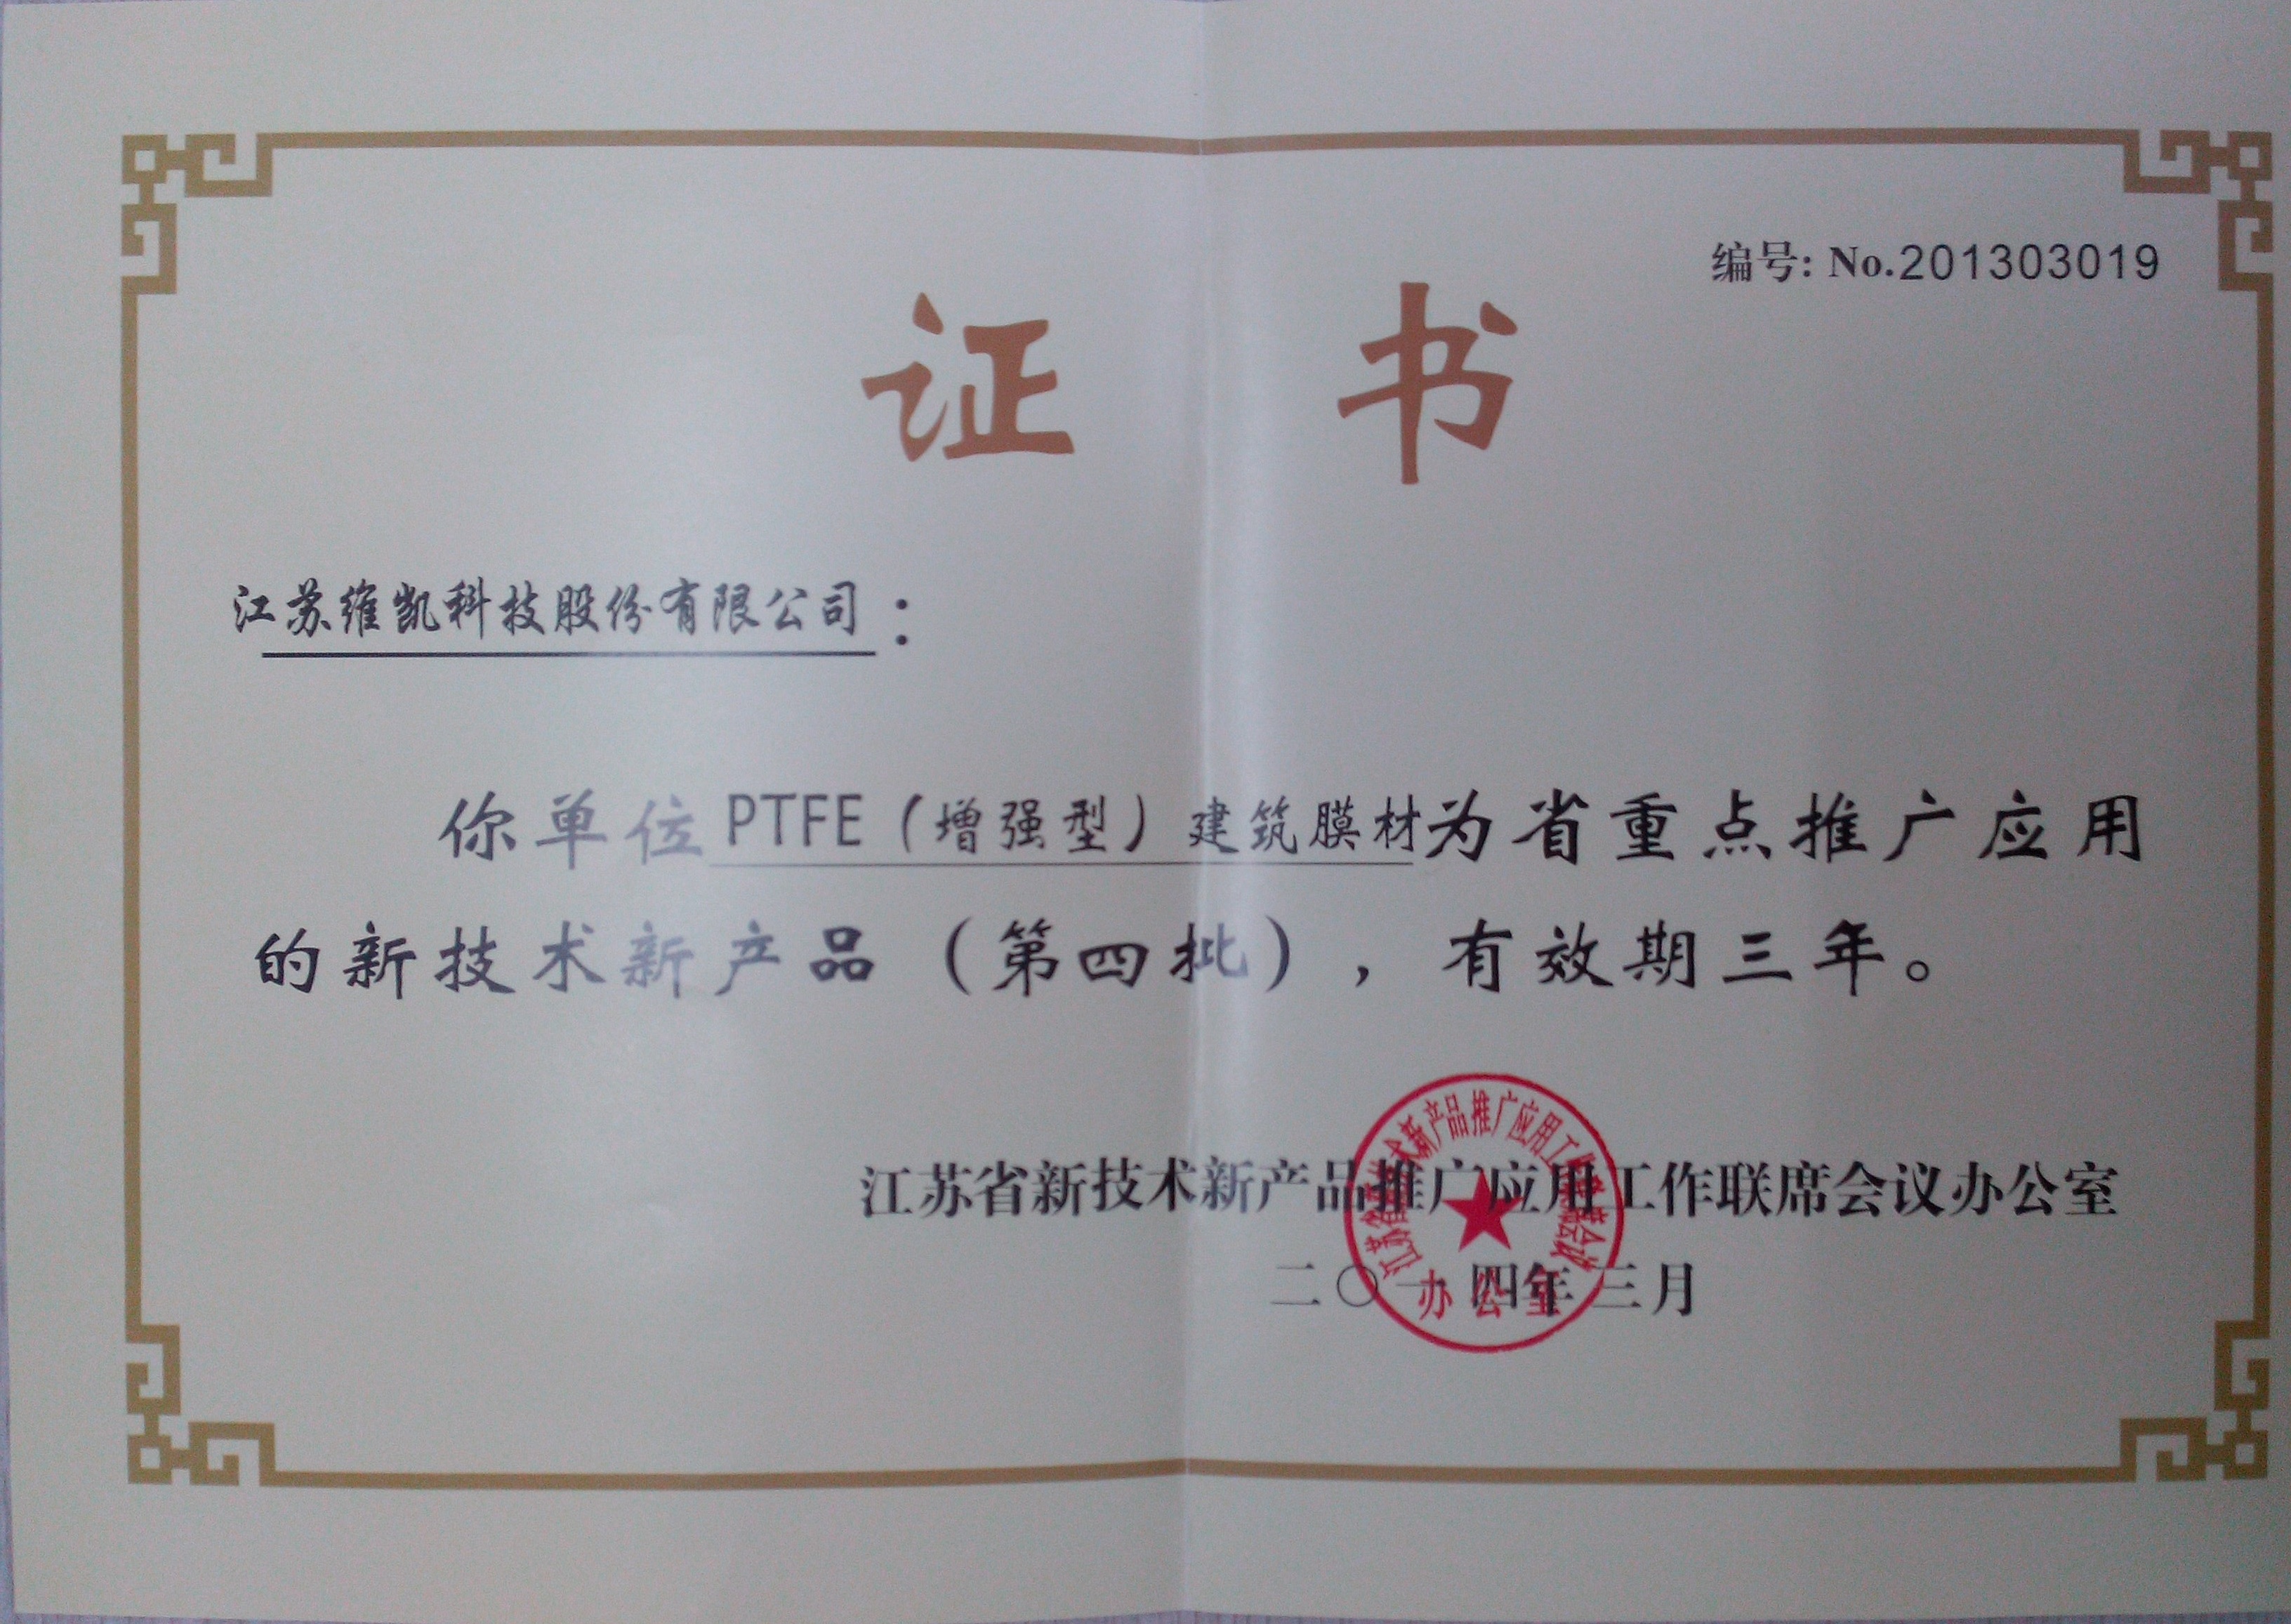 编号: No.201303019
证 书
江苏维凯科技股份有限公司：
你单位PTFE（增强型）建筑膜材为省重点推广应用
的新技术新产品（第四批），有效期三年。
江苏省新技术新产品推广应用工作联席会议办公室
二〇一四年三月
办公室